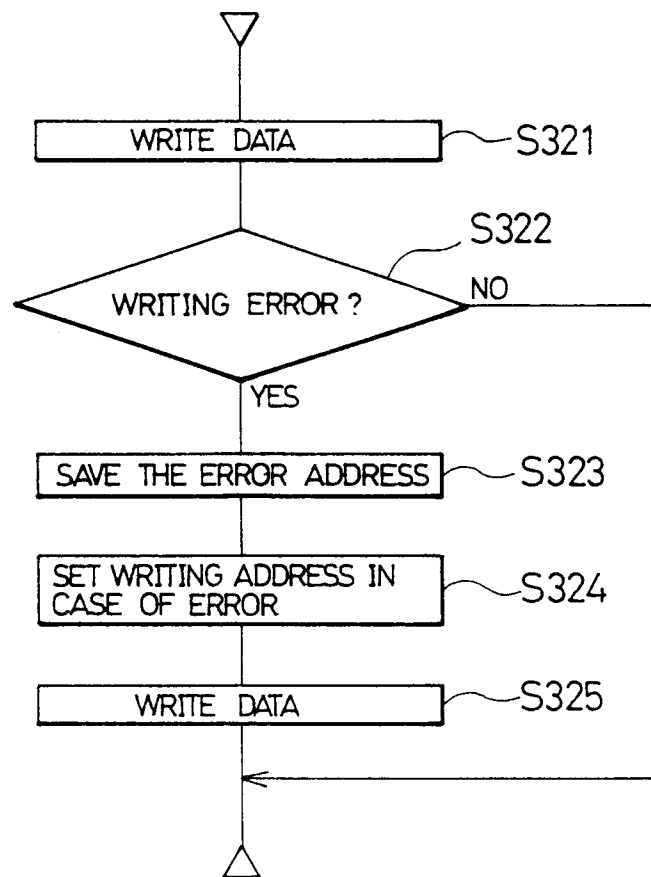 WRITE DATA
S321
S322
WRITING ERROR ?
NO
YES
SAVE THE ERROR ADDRESS
S323
SET WRITING ADDRESS IN
CASE OF ERROR
S324
WRITE DATA
S325